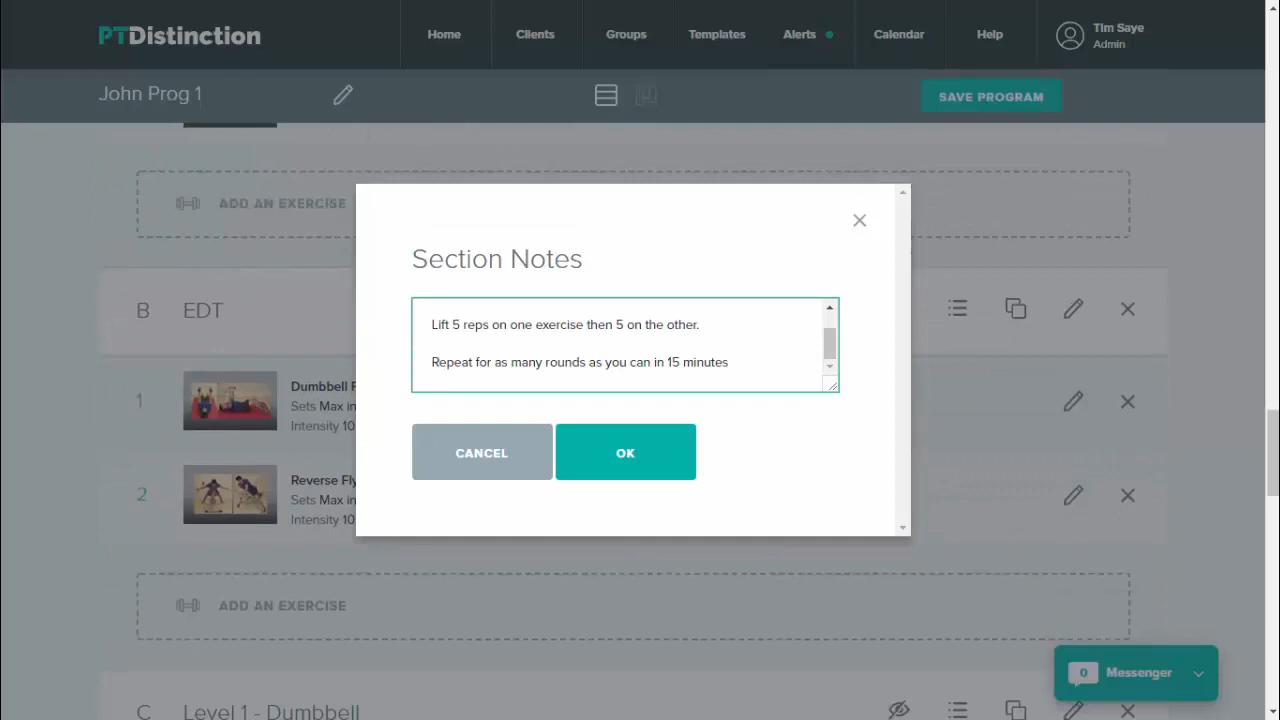 PTDistinction
Home
Clients
Groups
Templates
Alerts
Calendar
Help
Tim Saye
Admin
John Prog 1
SAVE PROGRAM
ADD AN EXERCISE
Section Notes
B EDT
Lift 5 reps on one exercise then 5 on the other.
Repeat for as many rounds as you can in 15 minutes
1
Dumbbell
Sets Max in
Intensity 10
CANCEL
OK
2
Reverse Fly
Sets Max in
Intensity 10
ADD AN EXERCISE
0 Messenger
C Level 1 - Dumbbell